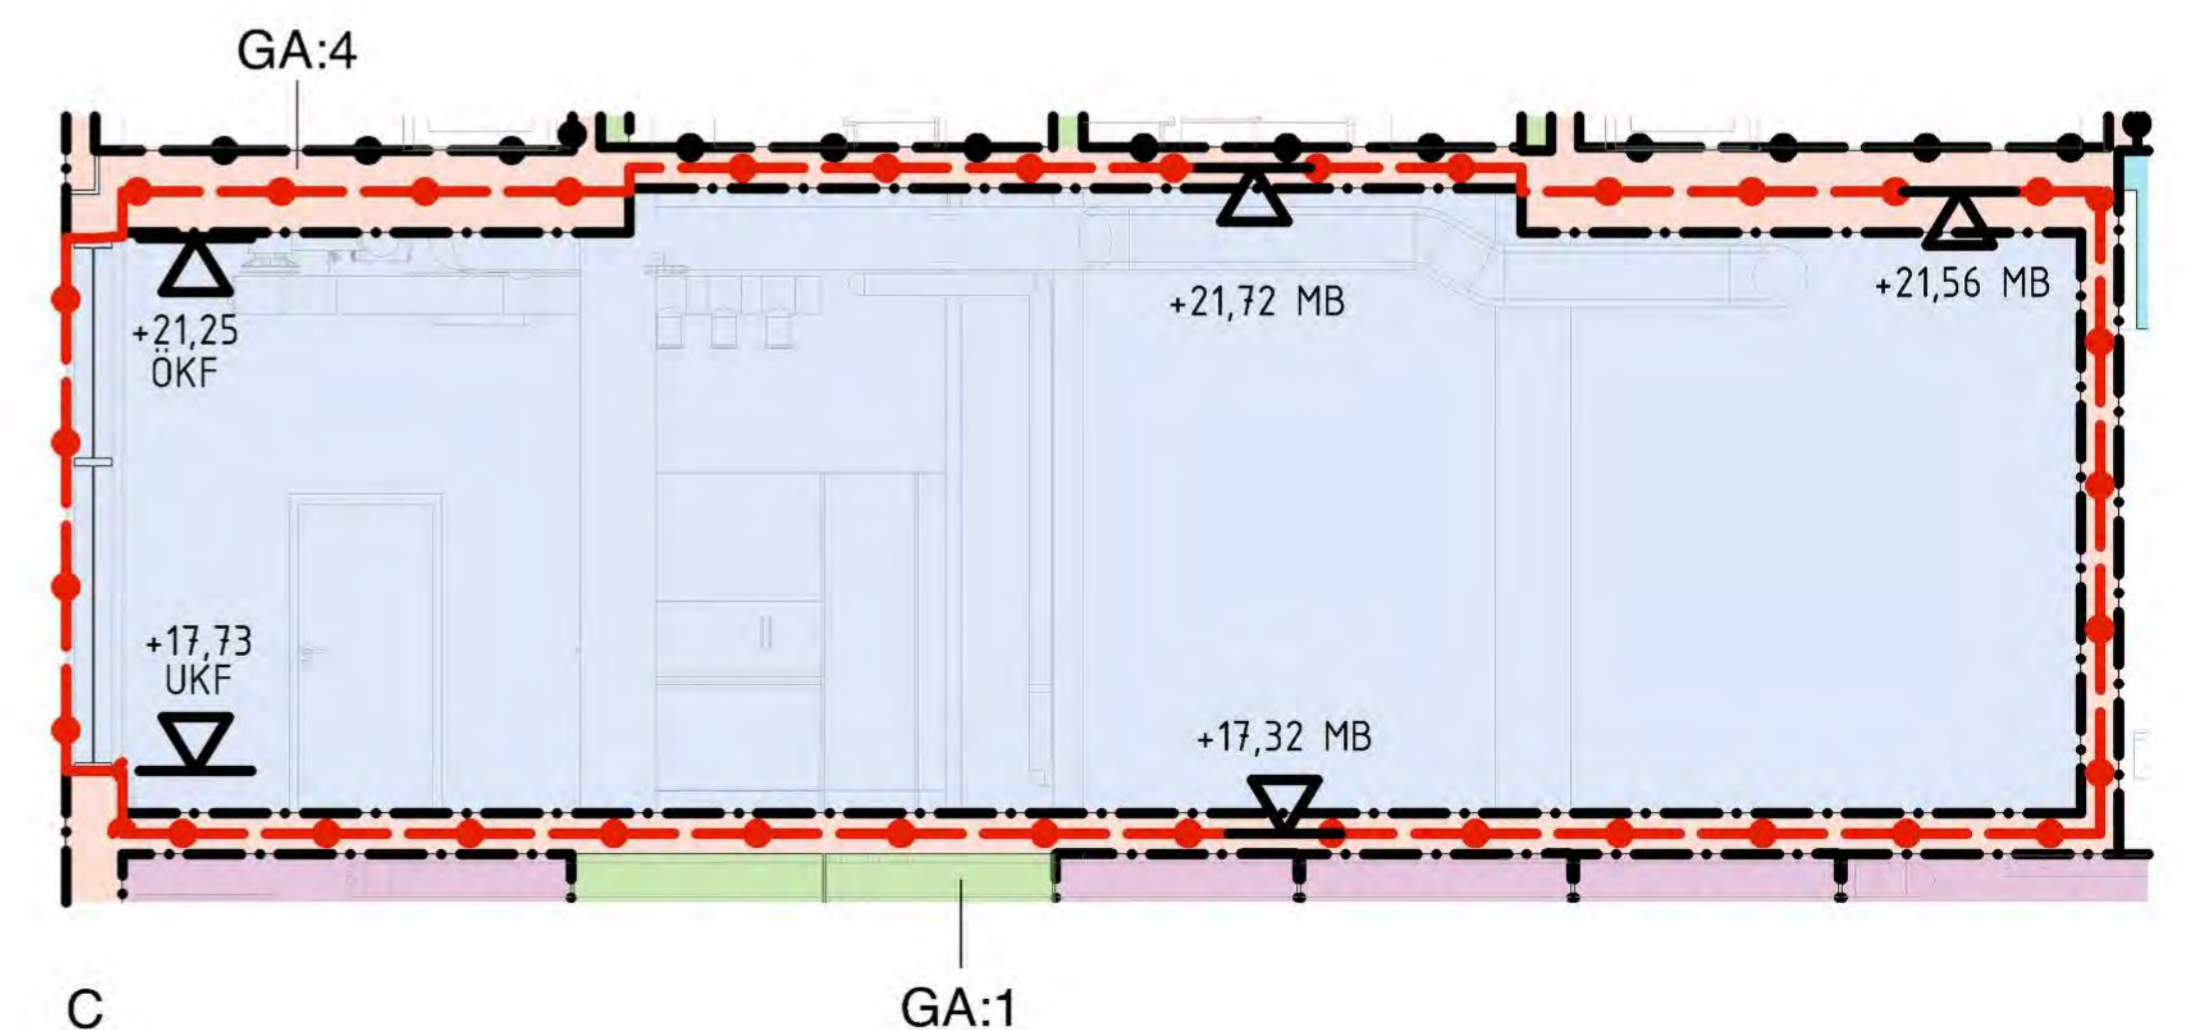 GA:4
+21,25
ÖKF
+21,72 MB
+21,56 MB
+17,73
UKF
+17,32 MB
C
GA:1